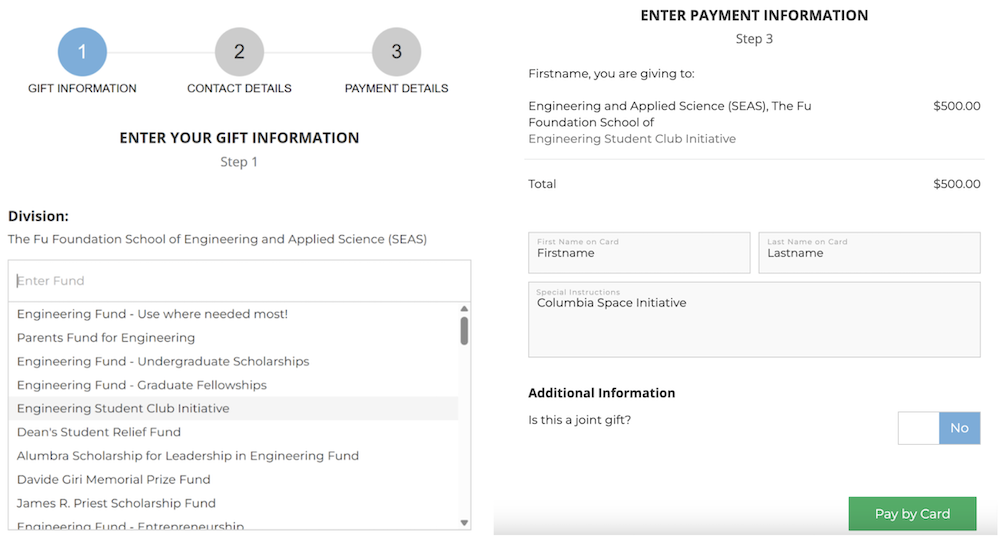 1
2
3
GIFT INFORMATION
CONTACT DETAILS
PAYMENT DETAILS
ENTER YOUR GIFT INFORMATION
Step 1
Division:
The Fu Foundation School of Engineering and Applied Science (SEAS)
Enter Fund
Engineering Fund - Use where needed most!
Parents Fund for Engineering
Engineering Fund - Undergraduate Scholarships
Engineering Fund - Graduate Fellowships
Engineering Student Club Initiative
Dean's Student Relief Fund
Alumbra Scholarship for Leadership in Engineering Fund
Davide Giri Memorial Prize Fund
James R. Priest Scholarship Fund
Engineering Fund - Entrepreneurship
ENTER PAYMENT INFORMATION
Step 3
Firstname, you are giving to:
Engineering and Applied Science (SEAS), The Fu
$500.00
Foundation School of
Engineering Student Club Initiative
Total
$500.00
First Name on Card
Firstname
Last Name on Card
Lastname
Special Instructions
Columbia Space Initiative
Additional Information
Is this a joint gift?
No
Pay by Card